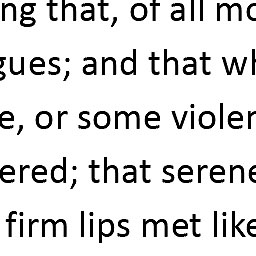 ng that, of all mo
gues; and that wh
e, or some violen
ered; that serene
firm lips met like